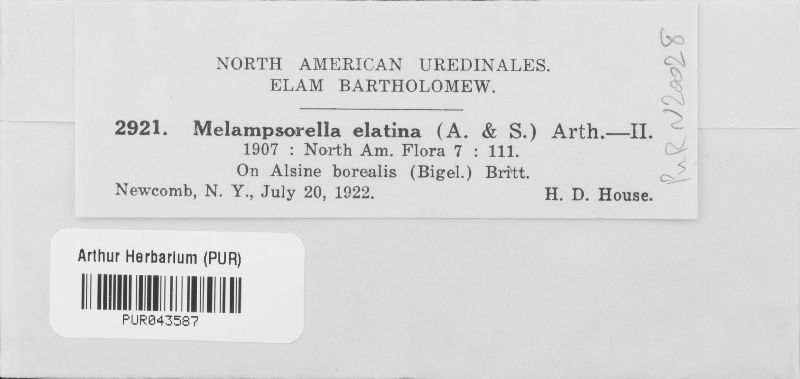 NORTH AMERICAN UREDINALES.
ELAM BARTHOLOMEW.
2921. Melampsorella elatina (A. & S.) Arth.—II.
1907 : North Am. Flora 7 : 111.
On Alsine borealis (Bigel.) Britt.
Newcomb, N. Y., July 20, 1922. H. D. House.
PUR N20028
Arthur Herbarium (PUR)
PUR043587